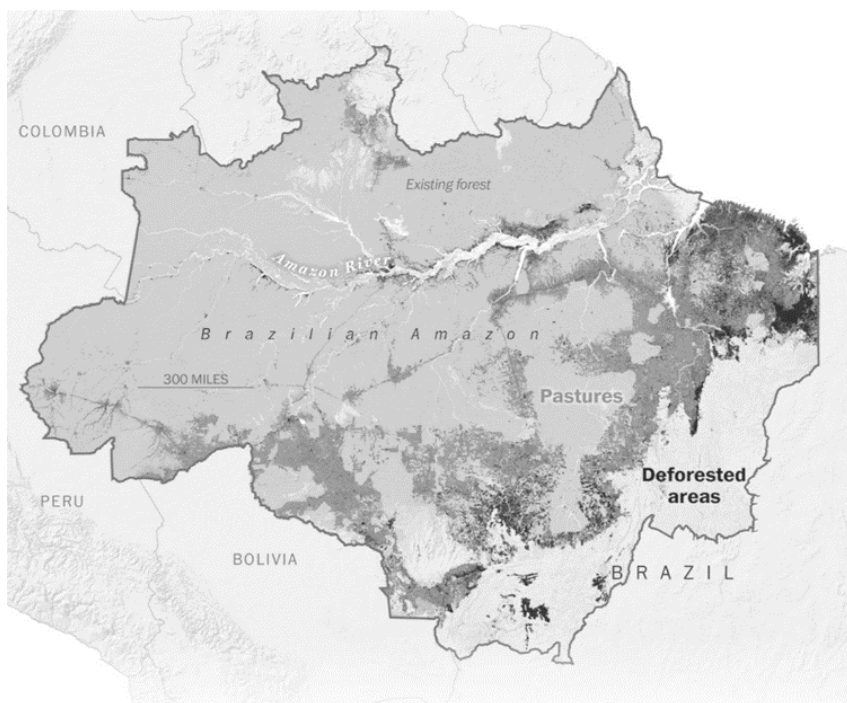 COLOMBIA
Existing forest
Amazon River
Brazilian Amazon
300 MILES
Pastures
Deforested
areas
PERU
BOLIVIA
BRAZIL